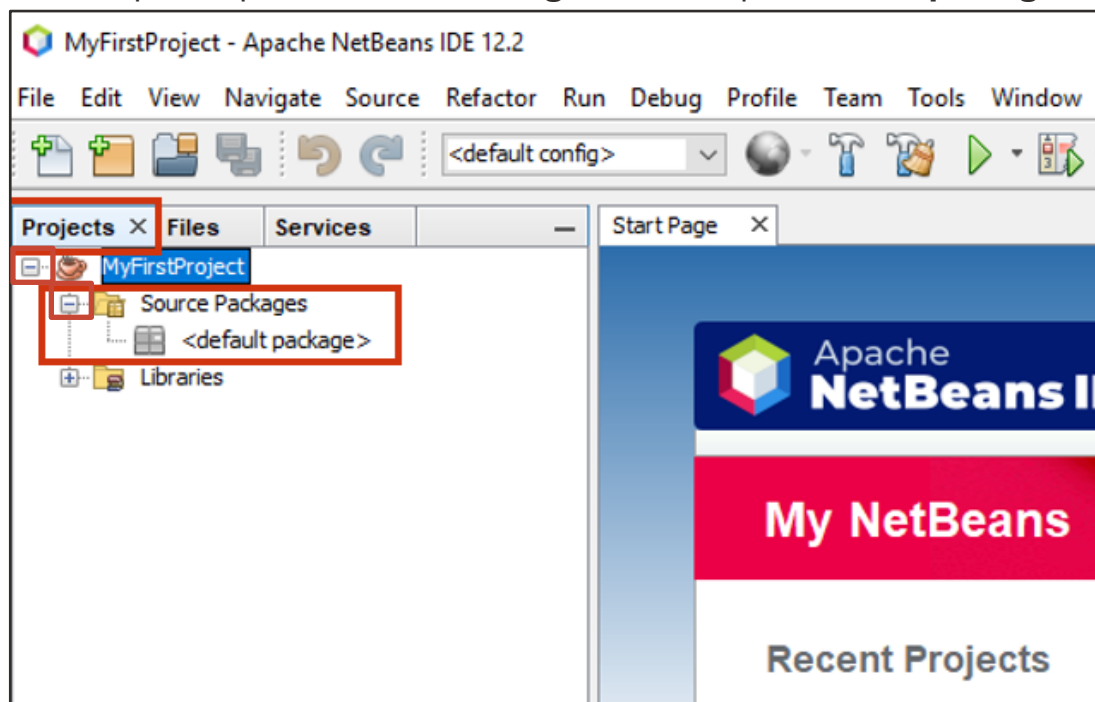 MyFirstProject - Apache NetBeans IDE 12.2
File Edit View Navigate Source Refactor Run Debug Profile Team Tools Window
<default config>
Projects Files Services
Start Page
MyFirstProject
Source Packages
<default package>
Libraries
Apache
NetBeans I
My NetBeans
Recent Projects